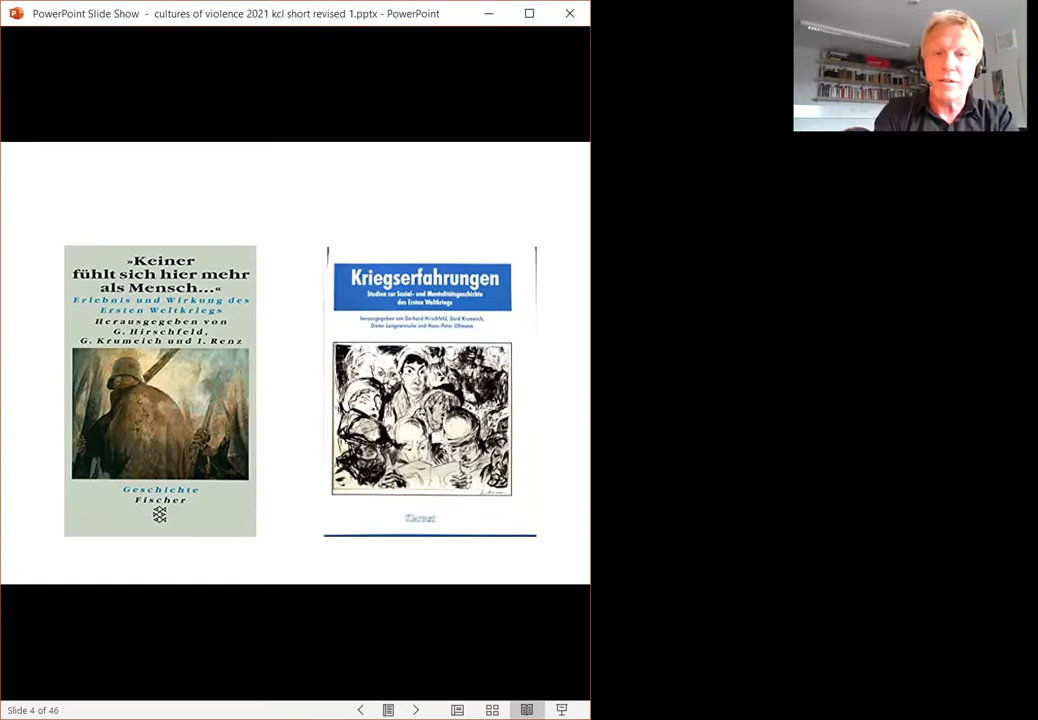 PowerPoint Slide Show - cultures of violence 2021 kcl short revised 1.pptx - PowerPoint
»Keiner
fühlt sich hier mehr
als Mensch...«
Erlebnis und Wirkung des
Ersten Weltkriegs
Herausgegeben von
G. Hirschfeld,
G. Krumeich und I. Renz
Geschichte
Fischer
Kriegserfahrungen
Studien zur Sozial- und Mentalitätsgeschichte
des Ersten Weltkriegs
herausgegeben von Gerhard Hirschfeld, Gerd Krumeich,
Dieter Langewiesche und Hans-Peter Ullmann
Klartext
Slide 4 of 46